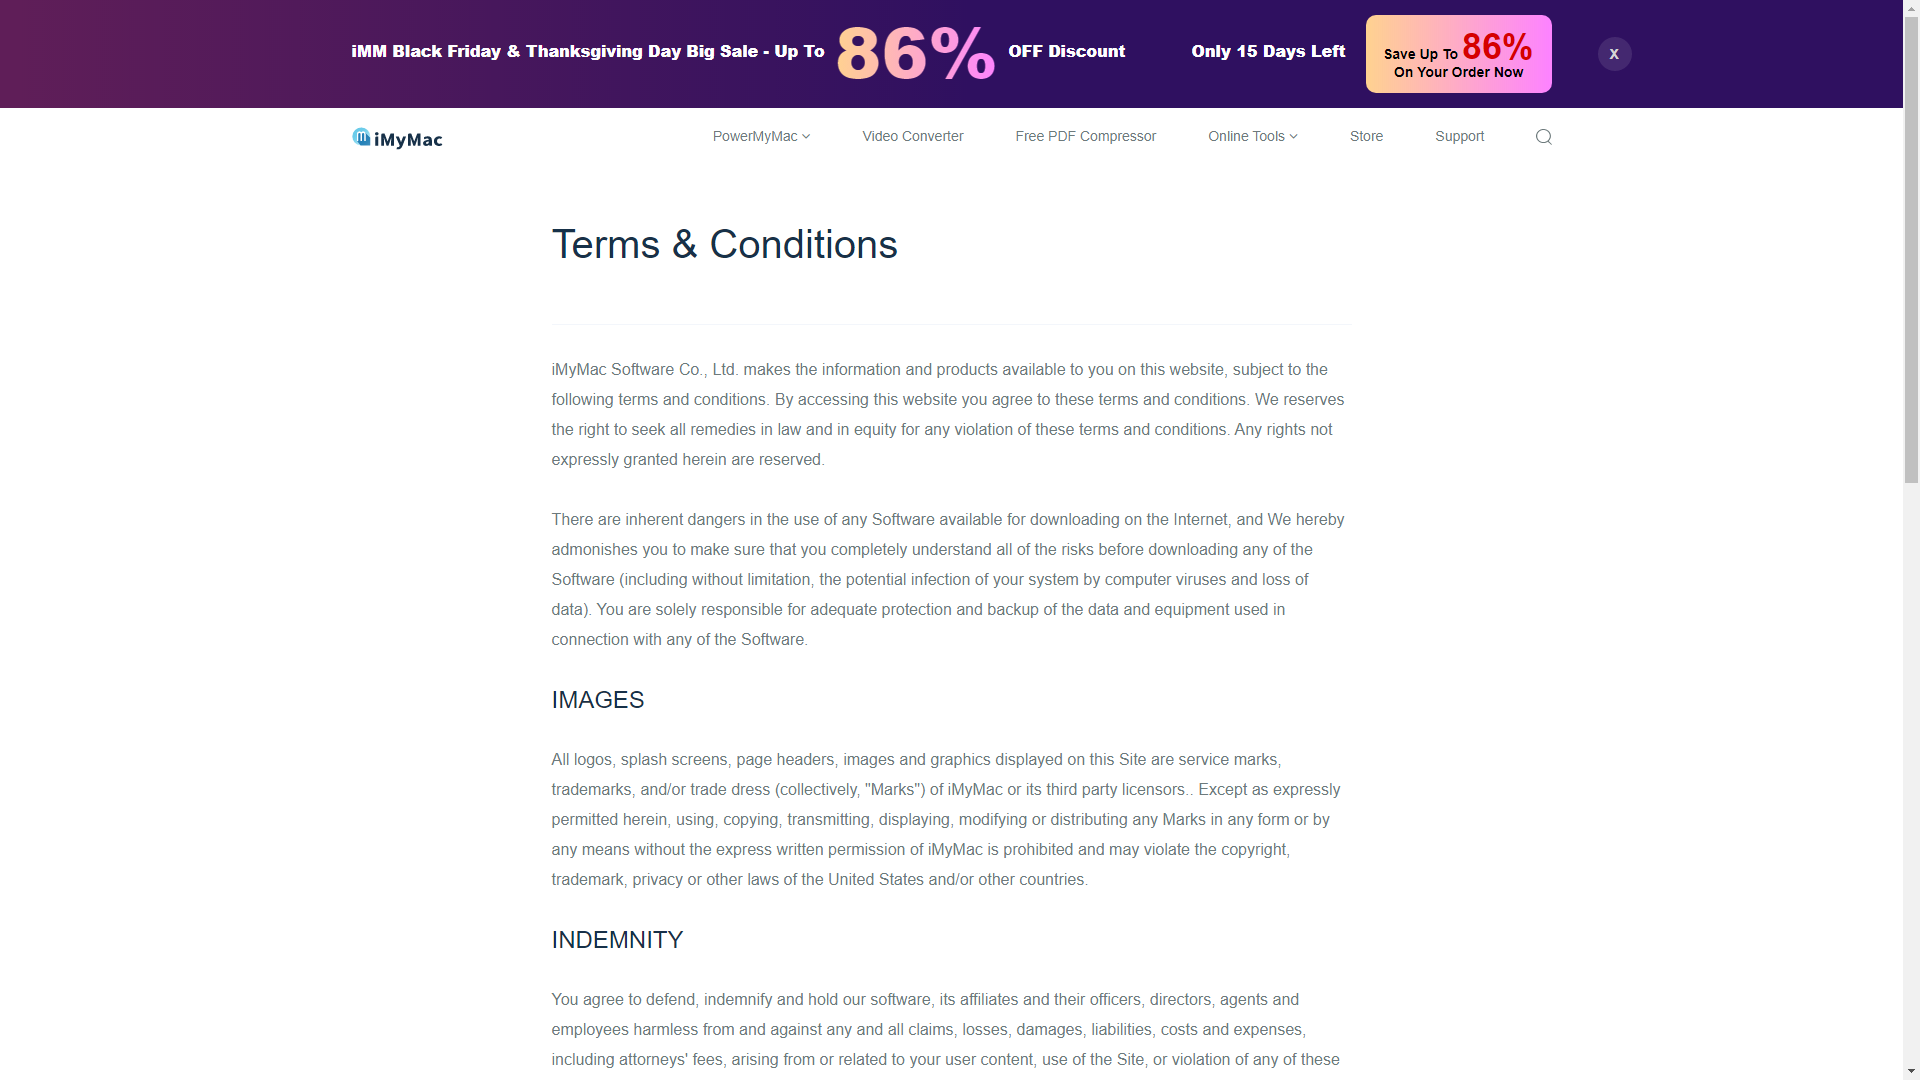 iMM Black Friday & Thanksgiving Day Big Sale - Up To 86% OFF Discount
Only 15 Days Left
Save Up To 86%
On Your Order Now
X
iMyMac
PowerMyMac
Video Converter
Free PDF Compressor
Online Tools
Store
Support
Terms & Conditions
iMyMac Software Co., Ltd. makes the information and products available to you on this website, subject to the
following terms and conditions. By accessing this website you agree to these terms and conditions. We reserves
the right to seek all remedies in law and in equity for any violation of these terms and conditions. Any rights not
expressly granted herein are reserved.
There are inherent dangers in the use of any Software available for downloading on the Internet, and We hereby
admonishes you to make sure that you completely understand all of the risks before downloading any of the
Software (including without limitation, the potential infection of your system by computer viruses and loss of
data). You are solely responsible for adequate protection and backup of the data and equipment used in
connection with any of the Software.
IMAGES
All logos, splash screens, page headers, images and graphics displayed on this Site are service marks,
trademarks, and/or trade dress (collectively, "Marks") of iMyMac or its third party licensors.. Except as expressly
permitted herein, using, copying, transmitting, displaying, modifying or distributing any Marks in any form or by
any means without the express written permission of iMyMac is prohibited and may violate the copyright,
trademark, privacy or other laws of the United States and/or other countries.
INDEMNITY
You agree to defend, indemnify and hold our software, its affiliates and their officers, directors, agents and
employees harmless from and against any and all claims, losses, damages, liabilities, costs and expenses,
including attorneys' fees, arising from or related to your user content, use of the Site, or violation of any of these